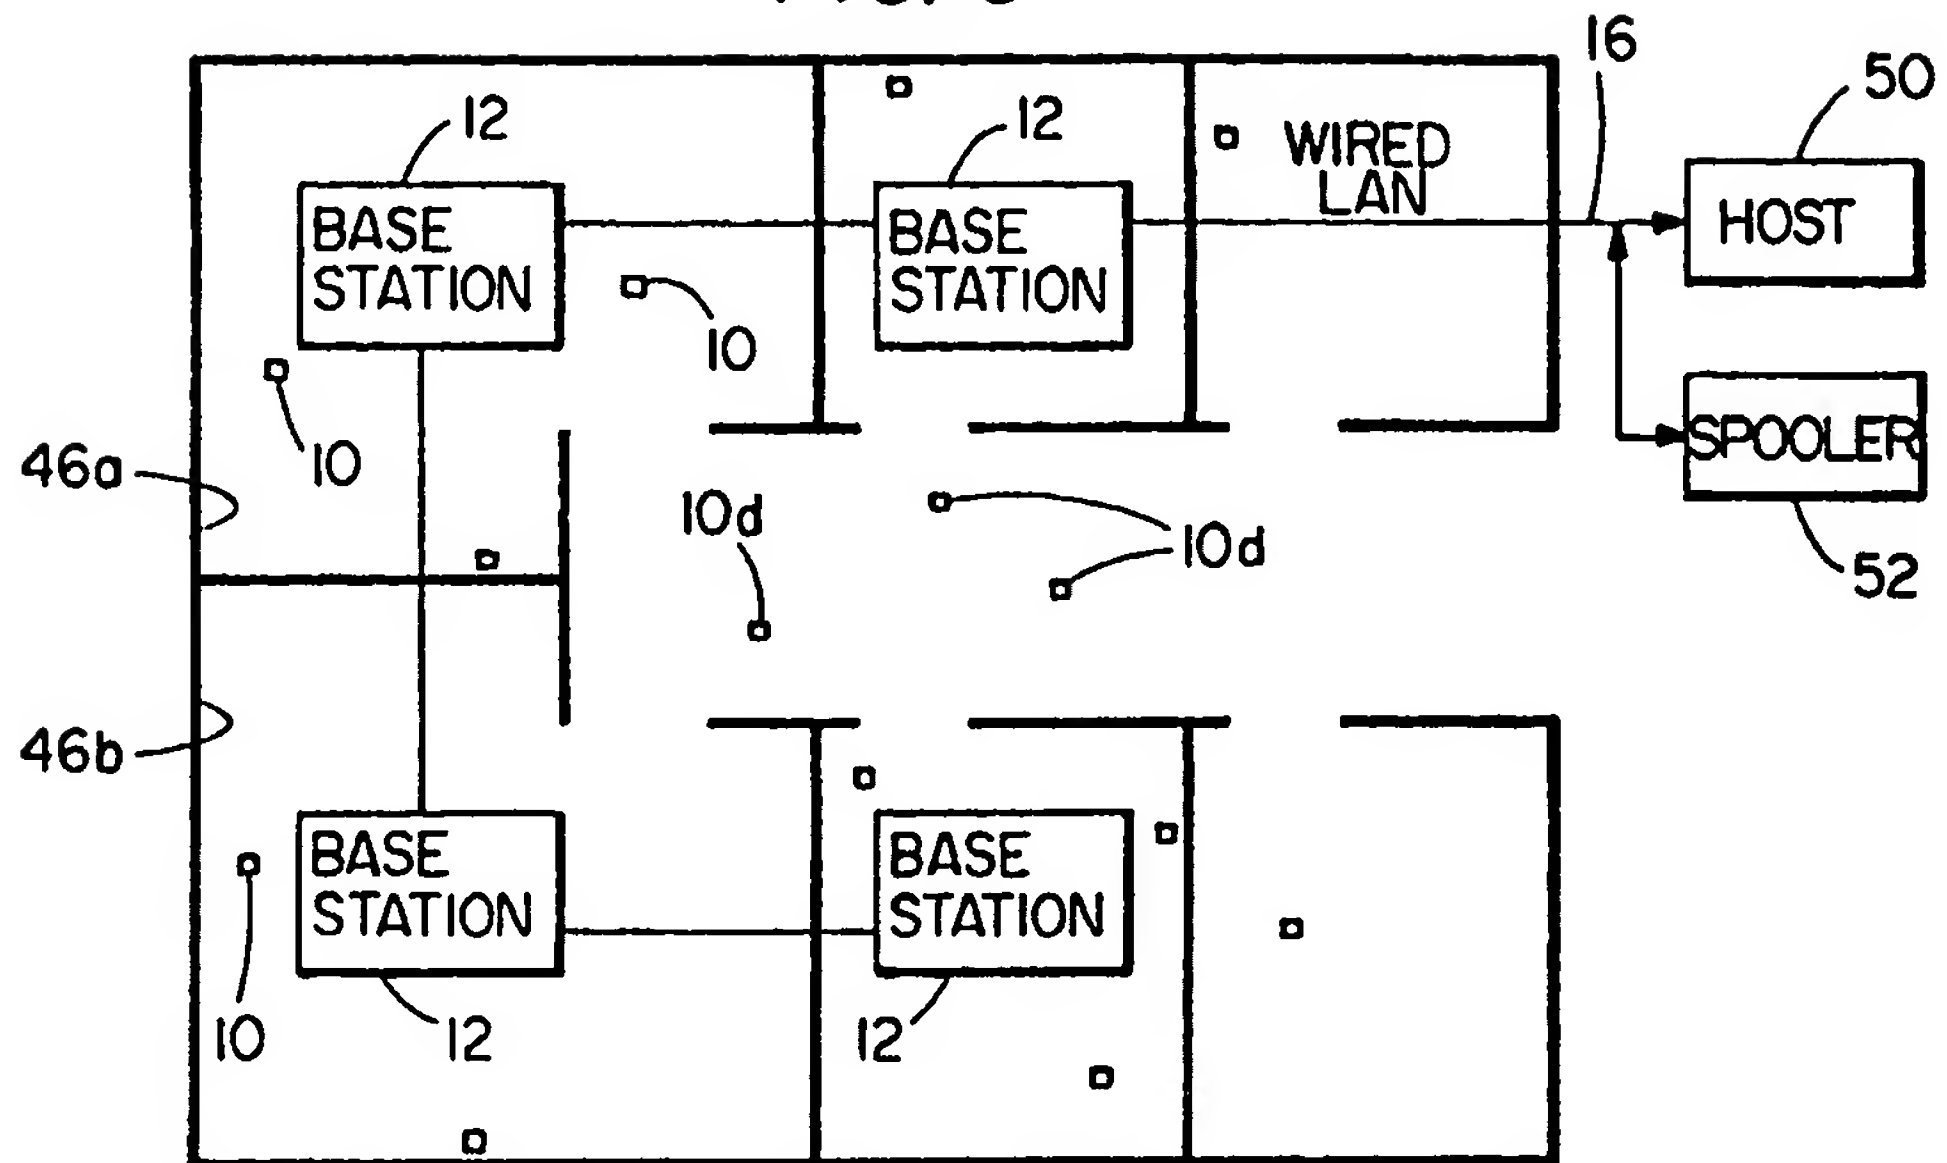 16
50
12
12
WIRED
LAN
BASE
STATION
BASE
STATION
HOST
10
10
46a
SPOOLER
10d
10d
52
46b
BASE
STATION
BASE
STATION
10
12
12